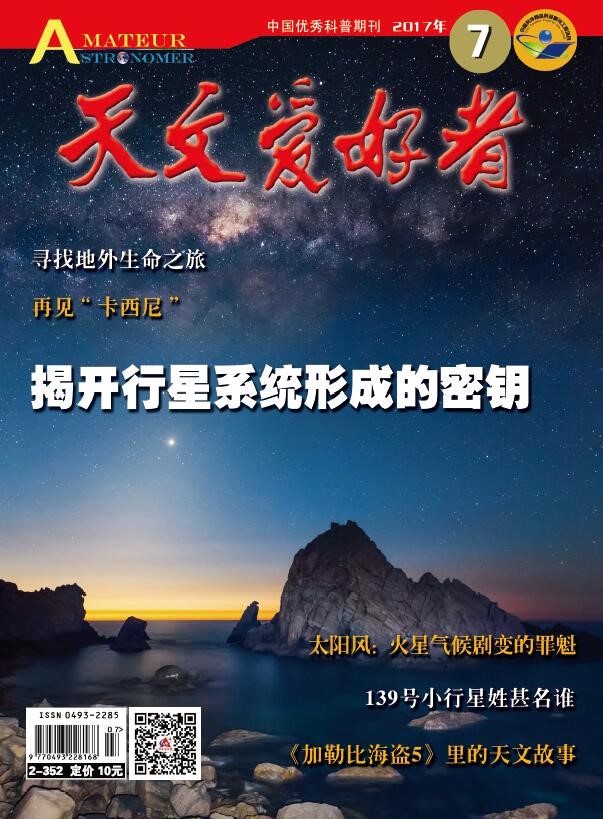 AMATEUR
ASTRONOMER
中国优秀科普期刊 2017年
7
天文爱好者
寻找地外生命之旅
再见“卡西尼”
揭开行星系统形成的密钥
太阳风：火星气候剧变的罪魁
139号小行星姓甚名谁
《加勒比海盗5》里的天文故事
ISSN 0493-2285
07>
9 770493 228168
2-352 定价 10元